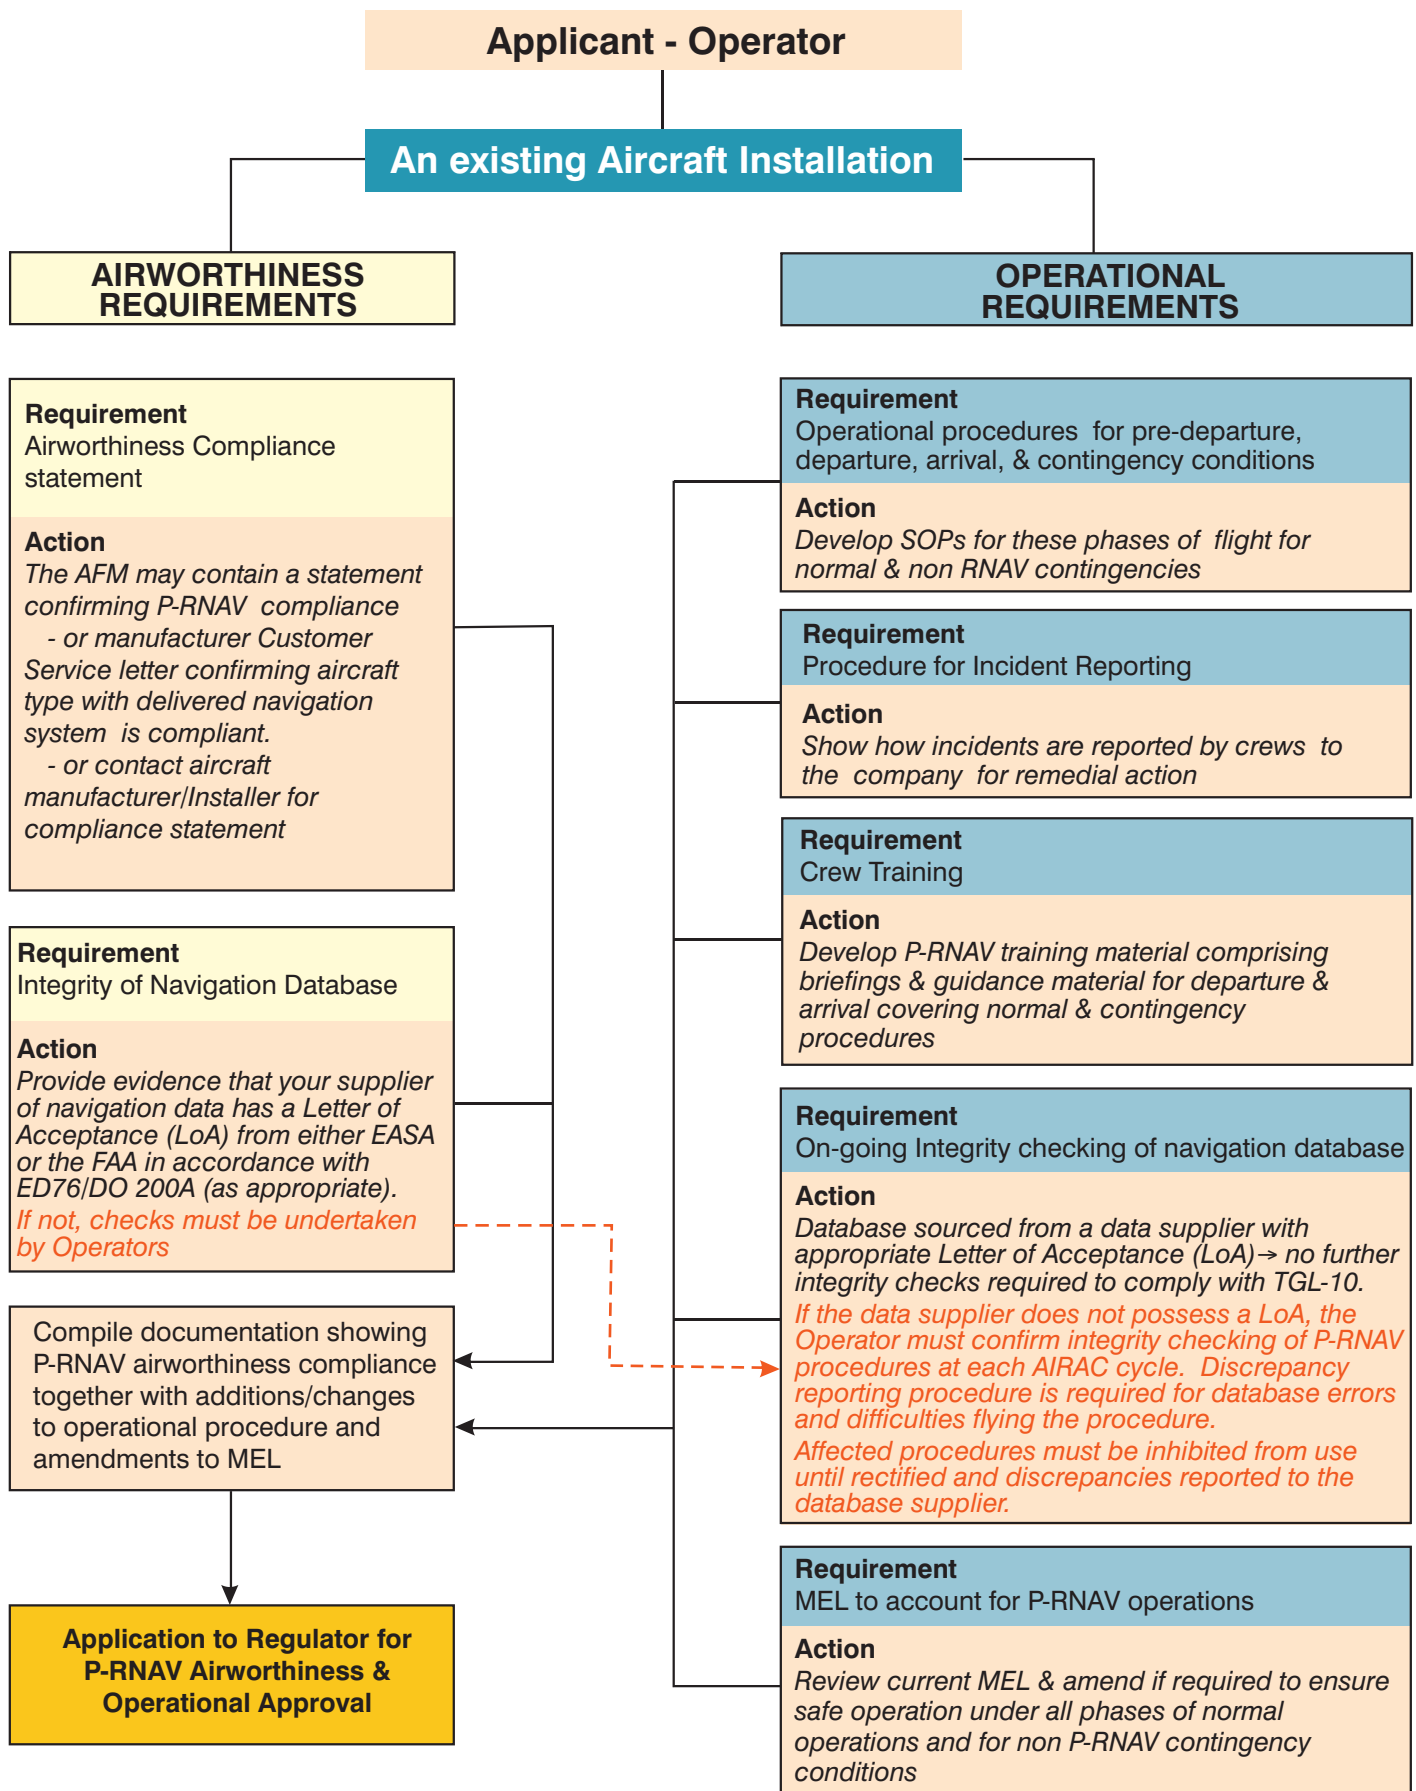 Applicant - Operator
An existing Aircraft Installation
AIRWORTHINESS
REQUIREMENTS
Requirement
Airworthiness Compliance
statement
Action
The AFM may contain a statement
confirming P-RNAV compliance
- or manufacturer Customer
Service letter confirming aircraft
type with delivered navigation
system is compliant.
- or contact aircraft
manufacturer/Installer for
compliance statement
Requirement
Integrity of Navigation Database
Action
Provide evidence that your supplier
of navigation data has a Letter of
Acceptance (LoA) from either EASA
or the FAA in accordance with
ED76/DO 200A (as appropriate).
If not, checks must be undertaken
by Operators
Compile documentation showing
P-RNAV airworthiness compliance
together with additions/changes
to operational procedure and
amendments to MEL
Application to Regulator for
P-RNAV Airworthiness &
Operational Approval
OPERATIONAL
REQUIREMENTS
Requirement
Operational procedures for pre-departure,
departure, arrival, & contingency conditions
Action
Develop SOPs for these phases of flight for
normal & non RNAV contingencies
Requirement
Procedure for Incident Reporting
Action
Show how incidents are reported by crews to
the company for remedial action
Requirement
Crew Training
Action
Develop P-RNAV training material comprising
briefings & guidance material for departure &
arrival covering normal & contingency
procedures
Requirement
On-going Integrity checking of navigation database
Action
Database sourced from a data supplier with
appropriate Letter of Acceptance (LoA)→ no further
integrity checks required to comply with TGL-10.
If the data supplier does not possess a LoA, the
Operator must confirm integrity checking of P-RNAV
procedures at each AIRAC cycle. Discrepancy
reporting procedure is required for database errors
and difficulties flying the procedure.
Affected procedures must be inhibited from use
until rectified and discrepancies reported to the
database supplier.
Requirement
MEL to account for P-RNAV operations
Action
Review current MEL & amend if required to ensure
safe operation under all phases of normal
operations and for non P-RNAV contingency
conditions